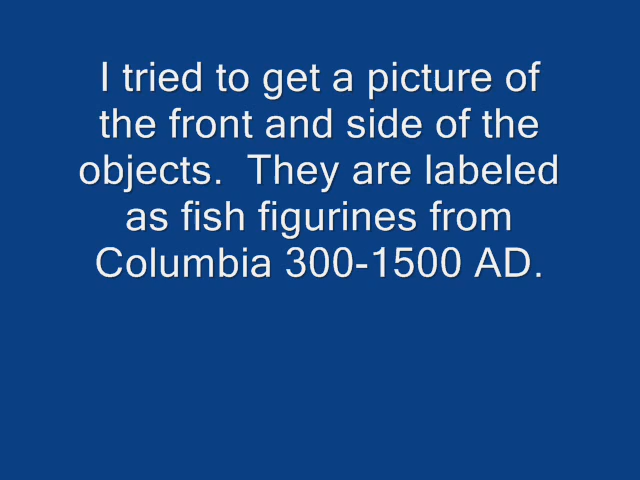 I tried to get a picture of
the front and side of the
objects.  They are labeled
as fish figurines from
Columbia 300-1500 AD.